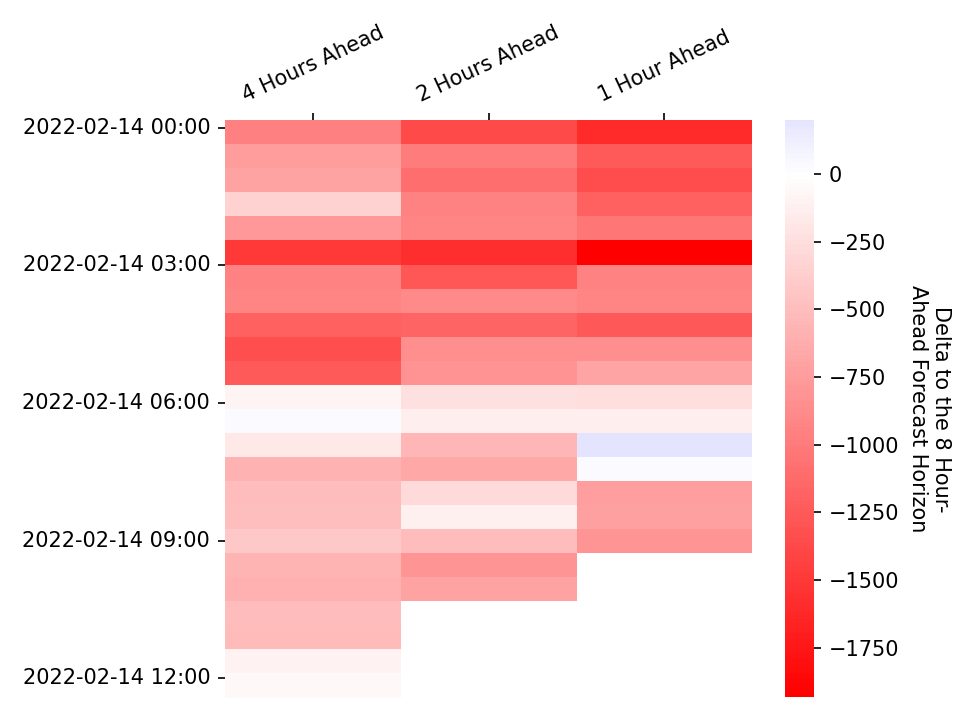 4 Hours Ahead
2 Hours Ahead
1 Hour Ahead
2022-02-14 00:00
2022-02-14 03:00
2022-02-14 06:00
2022-02-14 09:00
2022-02-14 12:00
0
−250
−500
−750
−1000
−1250
−1500
−1750
Delta to the 8 Hour-
Ahead Forecast Horizon